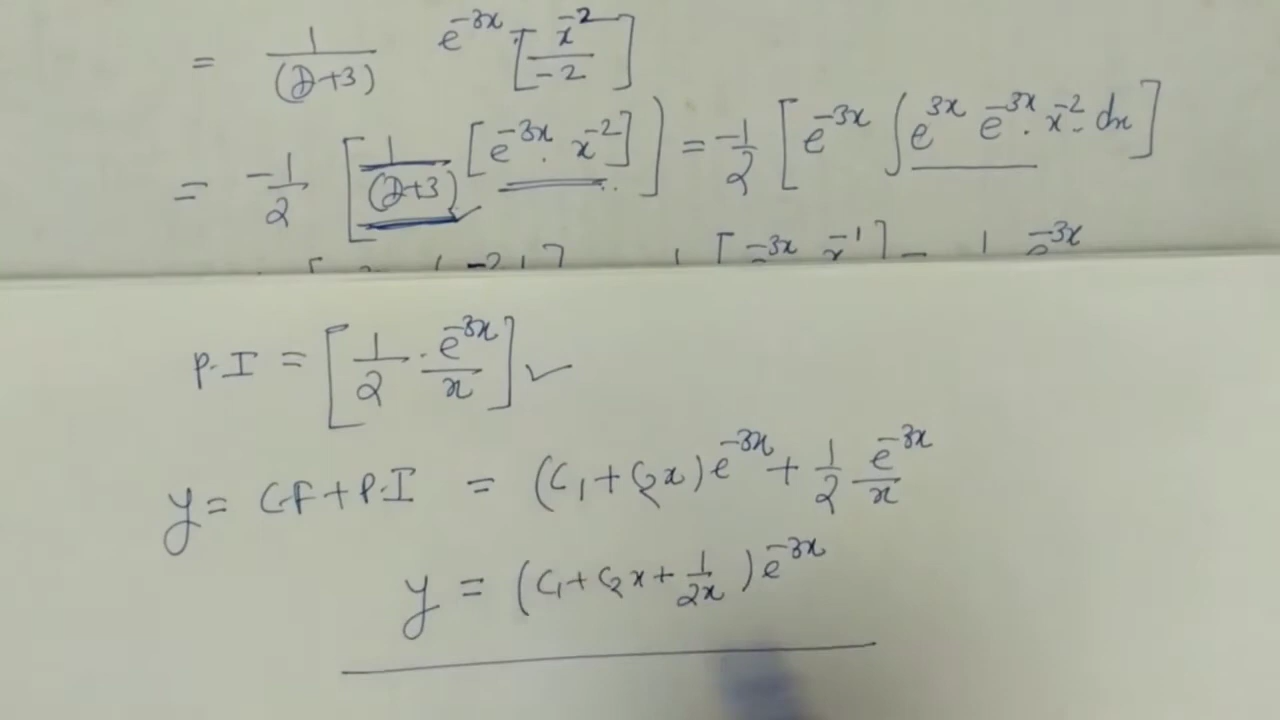 = 1/(D+3) e^{-3x} [x^{-2}/-2]
= -1/2 [1/(D+3) [e^{-3x} . x^{-2}]] = -1/2 [e^{-3x} ∫ e^{3x} e^{-3x} . x^{-2} . dx]
P.I = [1/2 . e^{-3x}/x] ✓
y = C.F + P.I = (C₁ + C₂x) e^{-3x} + 1/2 e^{-3x}/x
y = (C₁ + C₂x + 1/2x) e^{-3x}